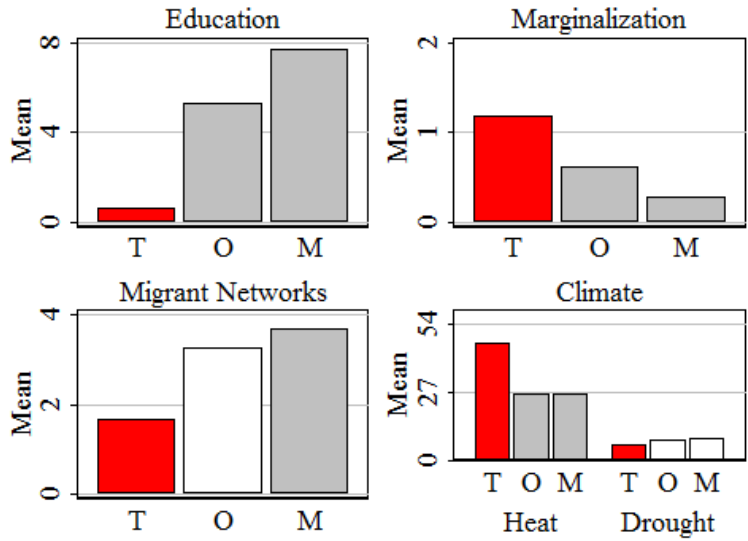 Education
Mean
8
4
0
T O M
Marginalization
Mean
2
1
0
T O M
Migrant Networks
Mean
4
2
0
T O M
Climate
Mean
54
27
0
T O M T O M
Heat Drought